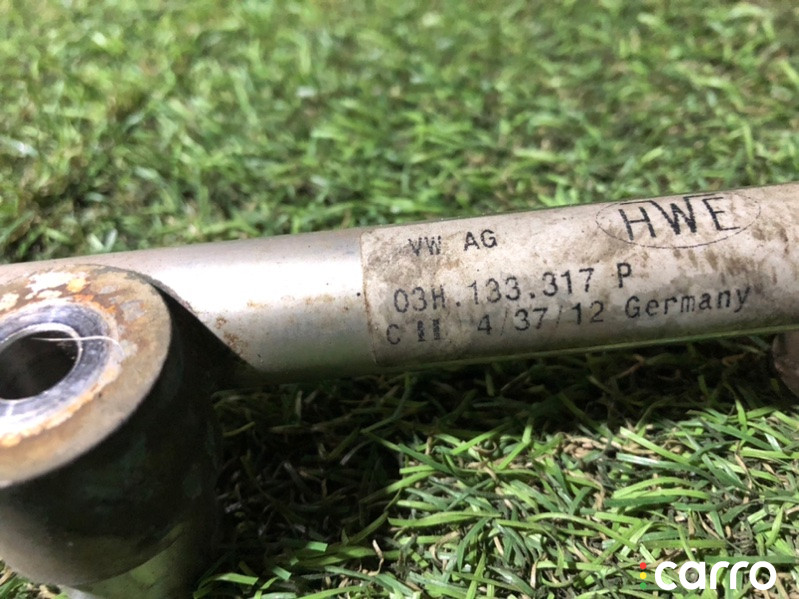 HWE
VW AG
03H.133.317 P
C II 4/37/12 Germany
carro